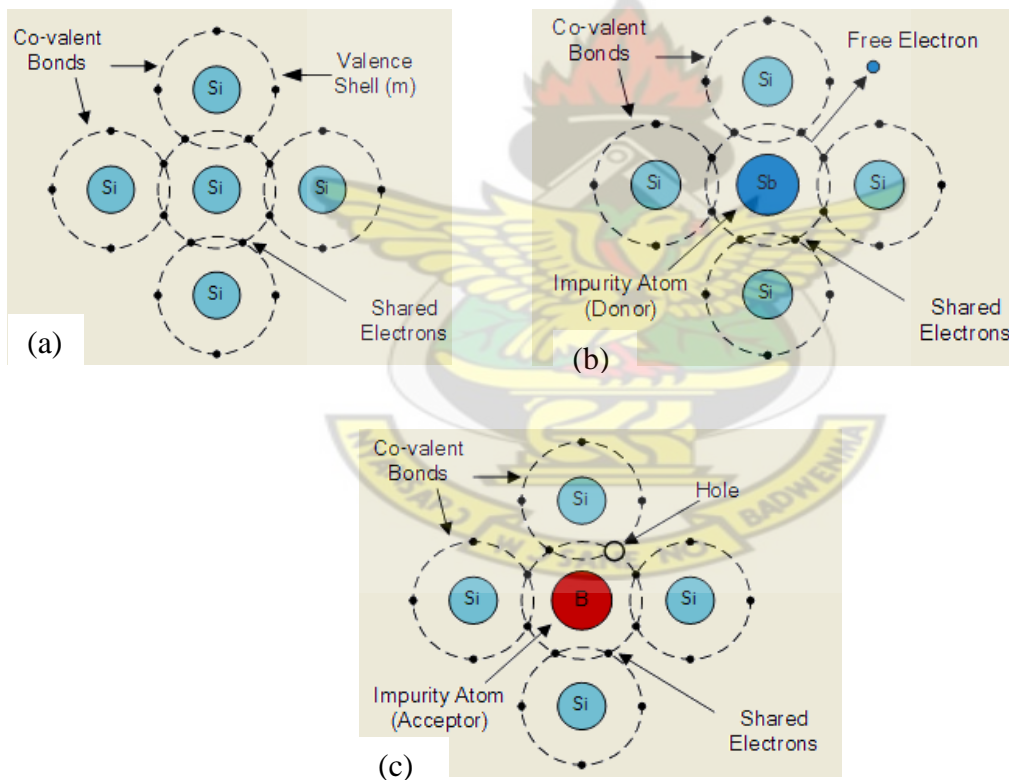 Co-valent
Bonds
Valence
Shell (m)
Si
Si
Si
Si
Si
Shared
Electrons
(a)
Co-valent
Bonds
Free Electron
Si
Si
Sb
Si
Impurity Atom
(Donor)
Si
Shared
Electrons
(b)
Co-valent
Bonds
Hole
Si
BADWENMA
W
SANE NO
Si
B
Si
Impurity Atom
(Acceptor)
Si
Shared
Electrons
(c)